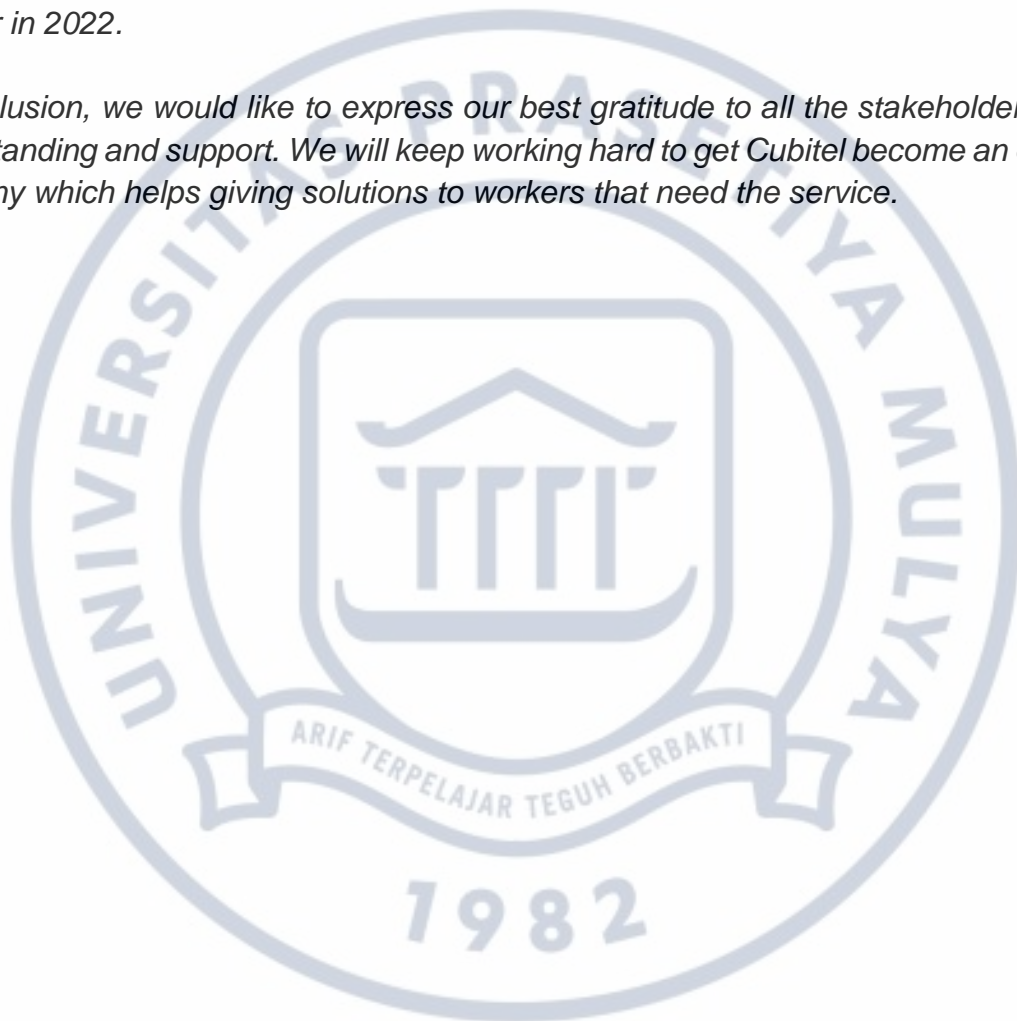 r in 2022.
lusion, we would like to express our best gratitude to all the stakeholder
tanding and support. We will keep working hard to get Cubitel become an
ny which helps giving solutions to workers that need the service.
UNIVERSITAS PRASETIYA MULYA
ARIF TERPELAJAR TEGUH BERBAKTI
1982